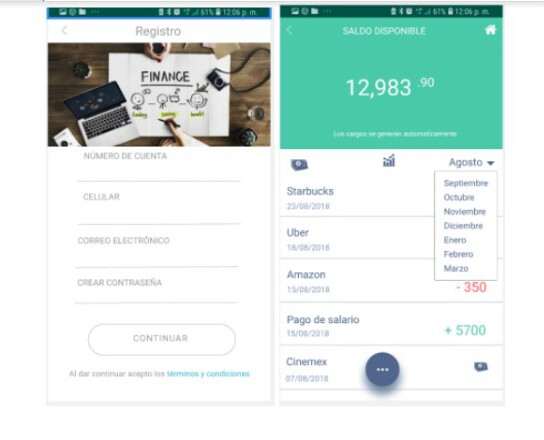 61% 12:06 p. m.
Registro
FINANCE
NÚMERO DE CUENTA
CELULAR
CORREO ELECTRÓNICO
CREAR CONTRASEÑA
CONTINUAR
Al dar continuar acepto los términos y condiciones
61% 12:06 p. m.
SALDO DISPONIBLE
12,983 .90
Los cargos se generan automaticamente
Agosto
Septiembre
Octubre
Noviembre
Diciembre
Enero
Febrero
Marzo
Starbucks
23/08/2018
Uber
18/08/2018
Amazon
15/08/2018
- 350
Pago de salario
15/08/2018
+ 5700
Cinemex
07/08/2018